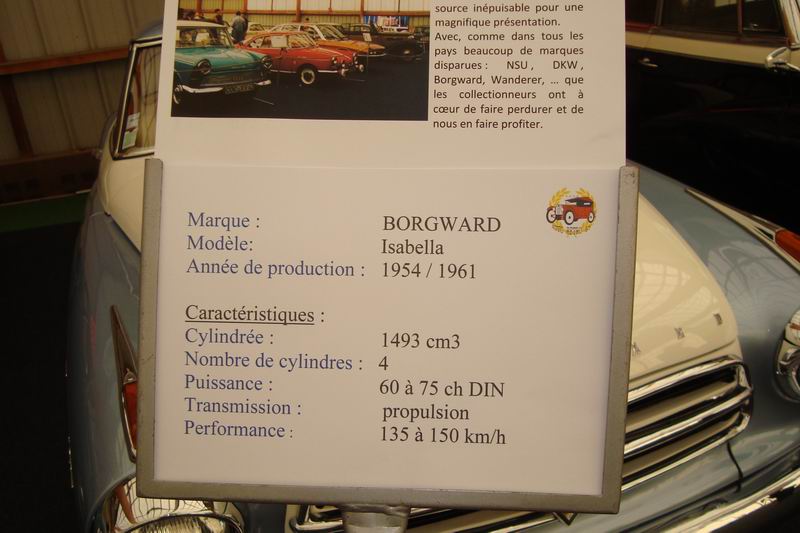 source inépuisable pour une
magnifique présentation.
Avec, comme dans tous les
pays beaucoup de marques
disparues : NSU , DKW ,
Borgward, Wanderer, ... que
les collectionneurs ont à
cœur de faire perdurer et de
nous en faire profiter.
Marque : BORGWARD
Modèle: Isabella
Année de production : 1954 / 1961
Caractéristiques :
Cylindrée : 1493 cm3
Nombre de cylindres : 4
Puissance : 60 à 75 ch DIN
Transmission : propulsion
Performance : 135 à 150 km/h